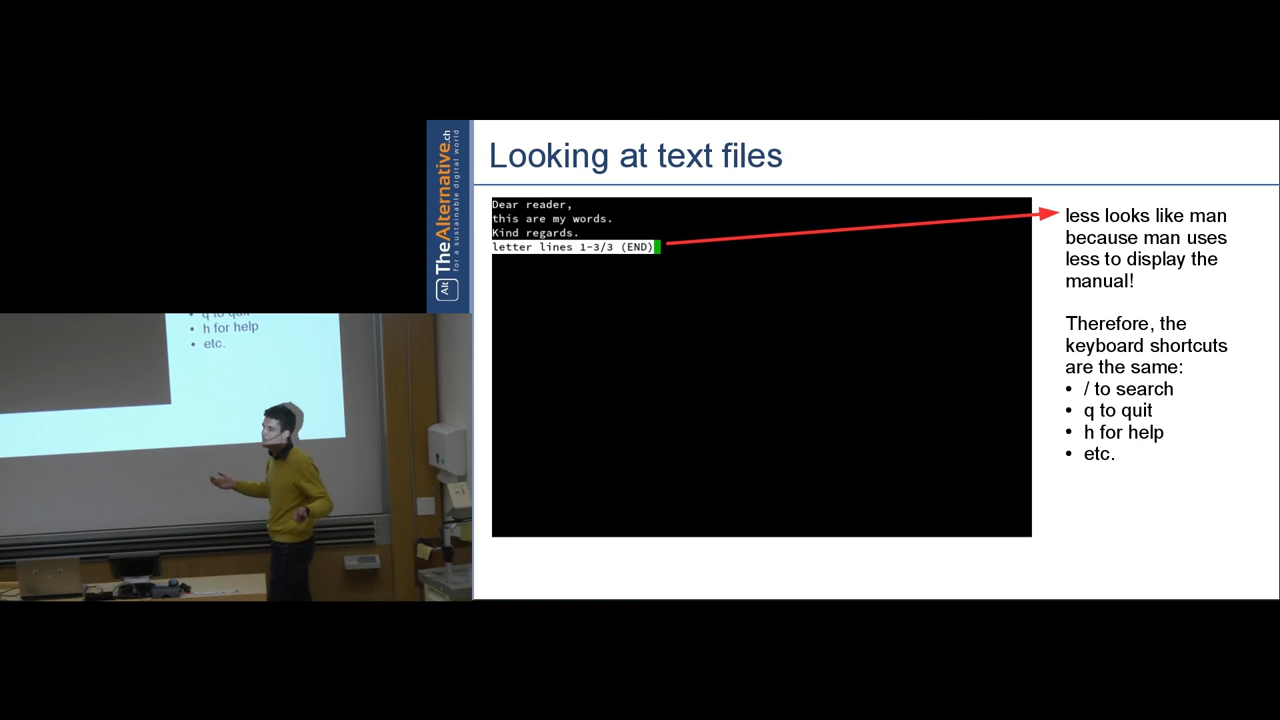 Looking at text files
Alt TheAlternative.ch
for a sustainable digital world
Dear reader,
this are my words.
Kind regards.
letter lines 1-3/3 (END)
less looks like man
because man uses
less to display the
manual!
Therefore, the
keyboard shortcuts
are the same:
• / to search
• q to quit
• h for help
• etc.
• q to quit
• h for help
• etc.